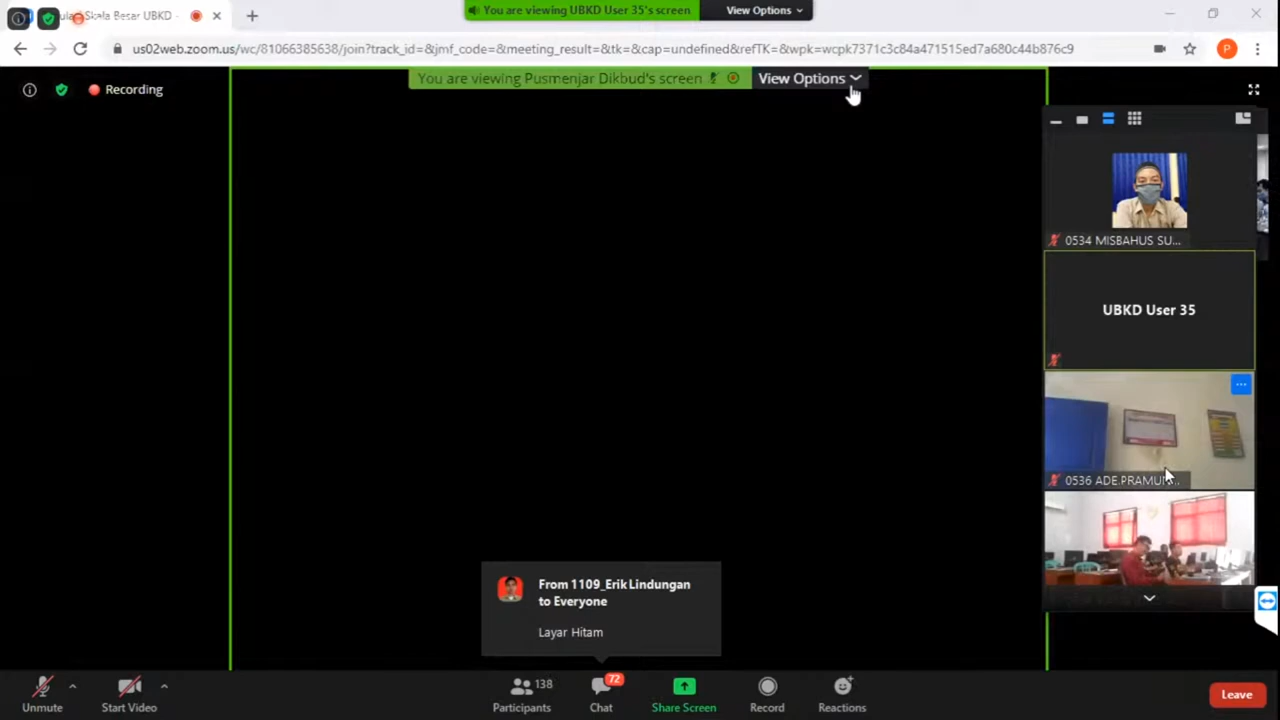 Skala Besar UBKD -
You are viewing UBKD User 35's screen
View Options
us02web.zoom.us/wc/81066385638/join?track_id=&jmf_code=&meeting_result=&tk=&cap=undefined&refTK=&wpk=wcpk7371c3c84a471515ed7a680c44b876c9
P
You are viewing Pusmenjar Dikbud's screen
View Options
Recording
0534 MISBAHUS SU...
UBKD User 35
0536 ADE.PRAMU...
From 1109_Erik Lindungan
to Everyone
Layar Hitam
Unmute
Start Video
138
Participants
72
Chat
Share Screen
Record
Reactions
Leave